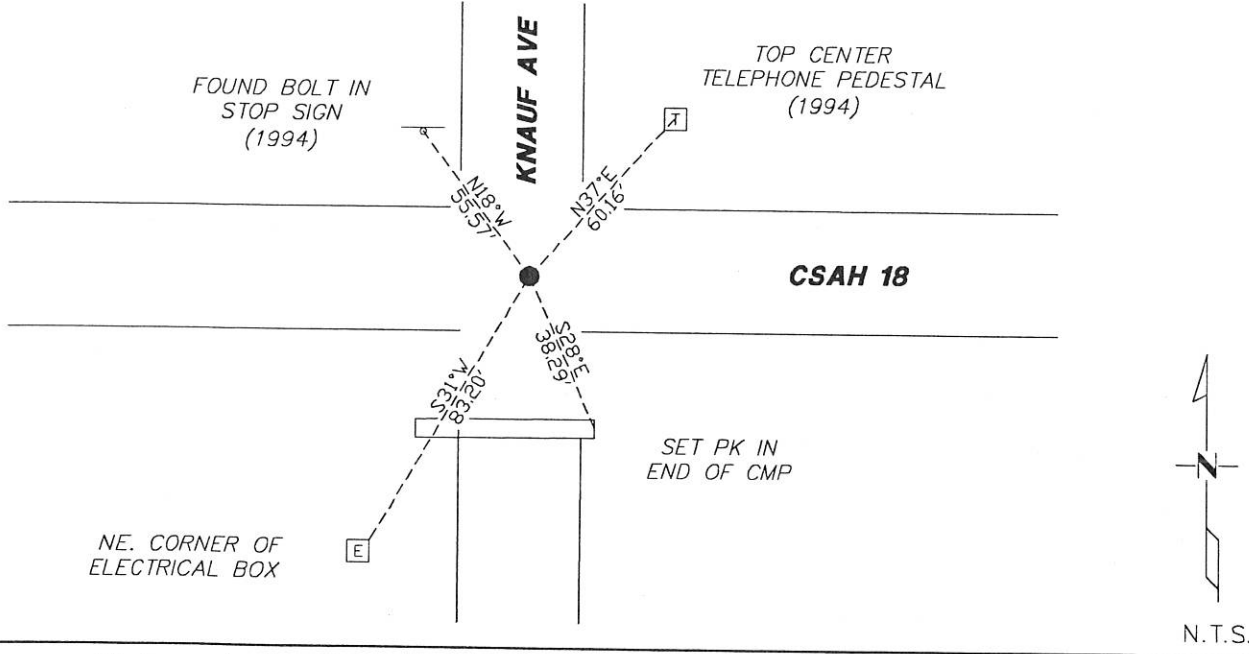 KNAUF AVE
FOUND BOLT IN
STOP SIGN
(1994)
TOP CENTER
TELEPHONE PEDESTAL
(1994)
T
N18°W
55.57'
N37°E
60.16'
CSAH 18
S31°W
83.20'
S28°E
38.29'
SET PK IN
END OF CMP
N
NE. CORNER OF
ELECTRICAL BOX
E
N.T.S.